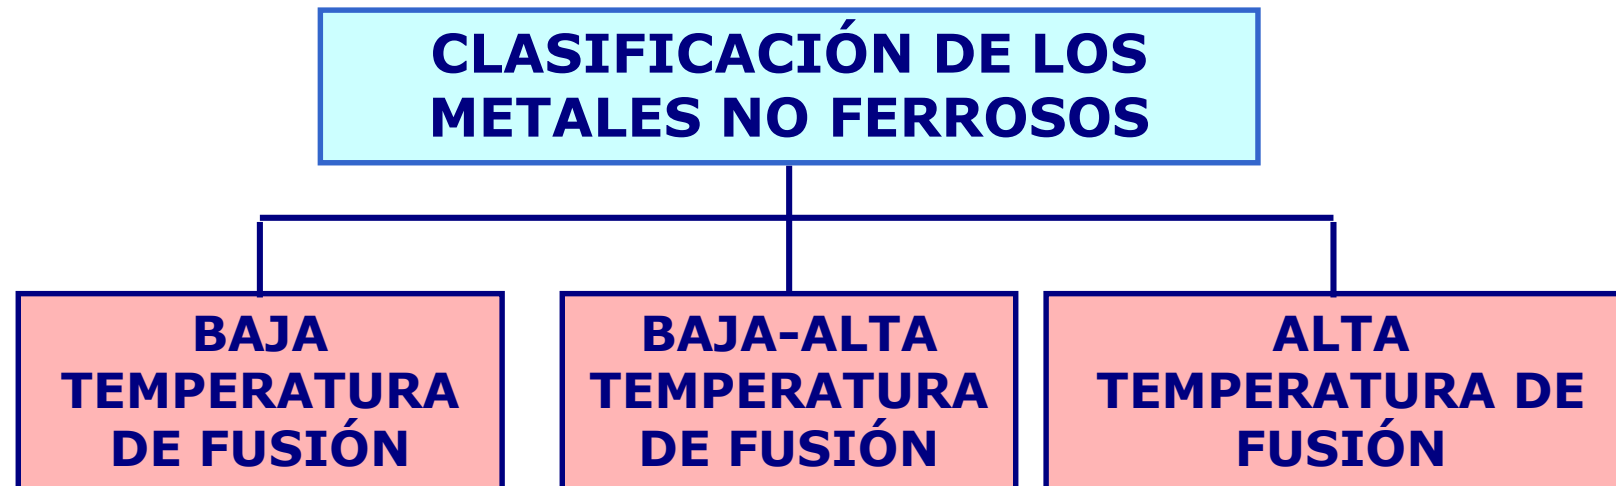 CLASIFICACIÓN DE LOS
METALES NO FERROSOS
BAJA
TEMPERATURA
DE FUSIÓN
BAJA-ALTA
TEMPERATURA
DE FUSIÓN
ALTA
TEMPERATURA DE
FUSIÓN